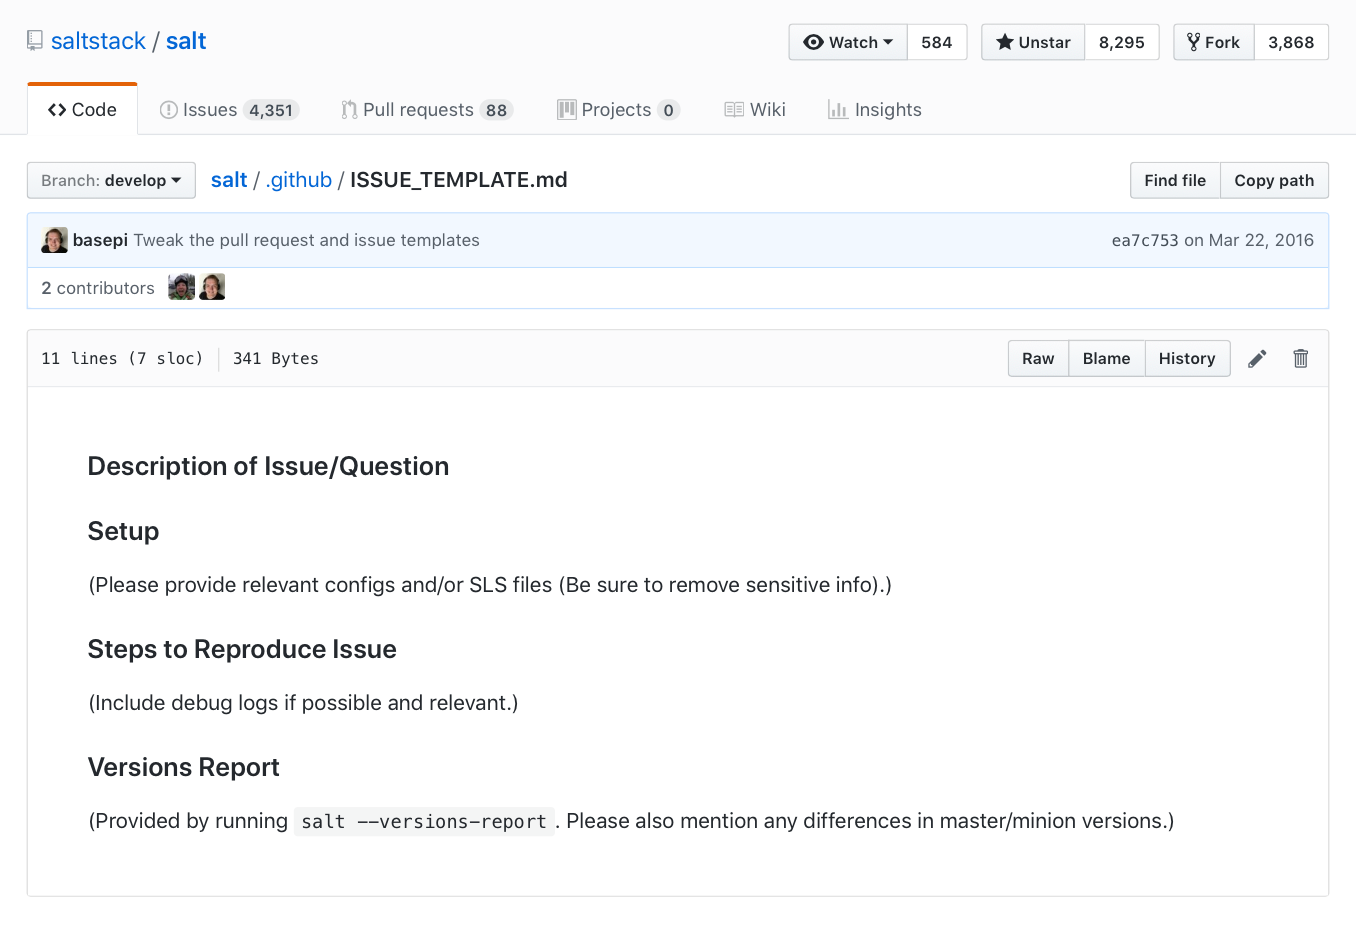 saltstack / salt
Watch 584 Unstar 8,295 Fork 3,868
Code Issues 4,351 Pull requests 88 Projects 0 Wiki Insights
Branch: develop salt / .github / ISSUE_TEMPLATE.md Find file Copy path
basepi Tweak the pull request and issue templates ea7c753 on Mar 22, 2016
2 contributors
11 lines (7 sloc) 341 Bytes Raw Blame History
Description of Issue/Question
Setup
(Please provide relevant configs and/or SLS files (Be sure to remove sensitive info).)
Steps to Reproduce Issue
(Include debug logs if possible and relevant.)
Versions Report
(Provided by running salt --versions-report. Please also mention any differences in master/minion versions.)